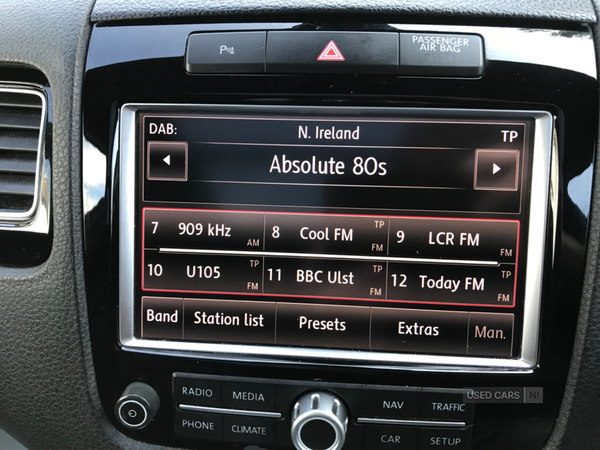 P
PASSENGER
AIR BAG
DAB:
N. Ireland
TP
Absolute 80s
7 909 kHz AM
8 Cool FM TP FM
9 LCR FM FM
10 U105 TP FM
11 BBC Ulst TP FM
12 Today FM TP FM
Band Station list Presets Extras Man.
RADIO MEDIA NAV TRAFFIC
PHONE CLIMATE CAR SETUP
USED CARS NI